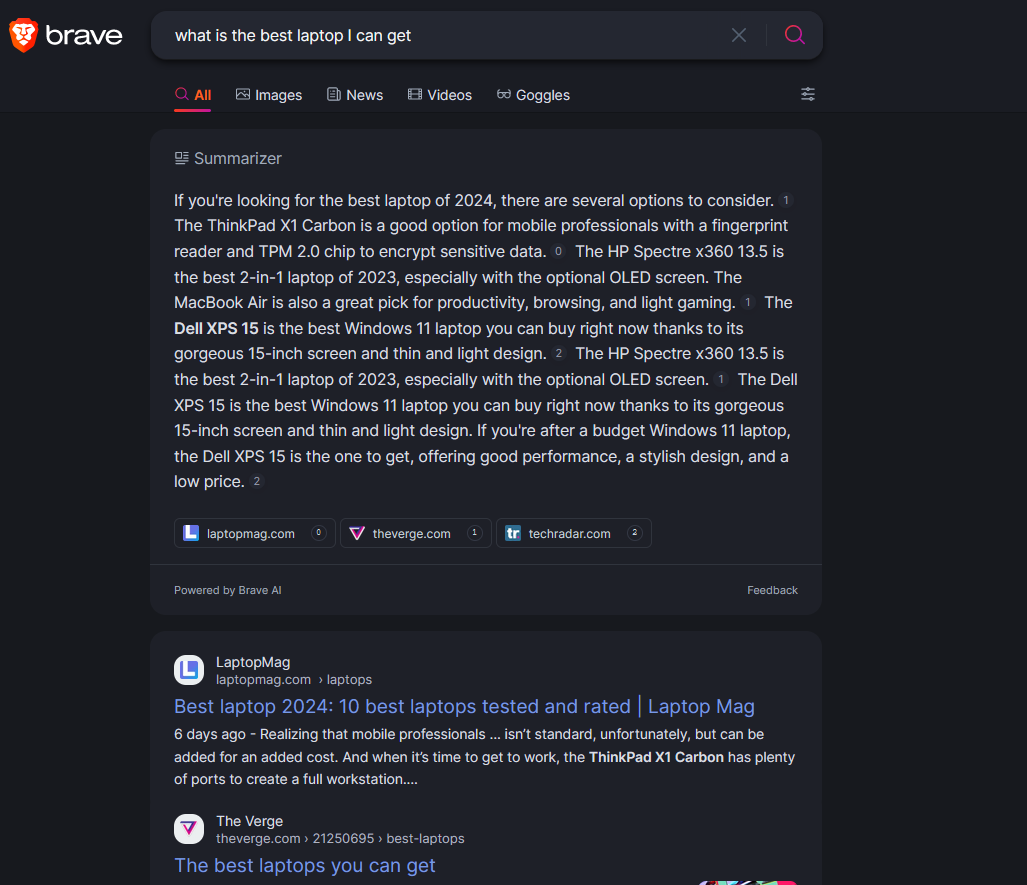 brave
what is the best laptop I can get
All Images News Videos Goggles
Summarizer
If you're looking for the best laptop of 2024, there are several options to consider. 1
The ThinkPad X1 Carbon is a good option for mobile professionals with a fingerprint
reader and TPM 2.0 chip to encrypt sensitive data. 0 The HP Spectre x360 13.5 is
the best 2-in-1 laptop of 2023, especially with the optional OLED screen. The
MacBook Air is also a great pick for productivity, browsing, and light gaming. 1 The
Dell XPS 15 is the best Windows 11 laptop you can buy right now thanks to its
gorgeous 15-inch screen and thin and light design. 2 The HP Spectre x360 13.5 is
the best 2-in-1 laptop of 2023, especially with the optional OLED screen. 1 The Dell
XPS 15 is the best Windows 11 laptop you can buy right now thanks to its gorgeous
15-inch screen and thin and light design. If you're after a budget Windows 11 laptop,
the Dell XPS 15 is the one to get, offering good performance, a stylish design, and a
low price. 2
laptopmag.com 0 theverge.com 1 tr techradar.com 2
Powered by Brave AI Feedback
LaptopMag
laptopmag.com › laptops
Best laptop 2024: 10 best laptops tested and rated | Laptop Mag
6 days ago - Realizing that mobile professionals ... isn’t standard, unfortunately, but can be
added for an added cost. And when it’s time to get to work, the ThinkPad X1 Carbon has plenty
of ports to create a full workstation....
The Verge
theverge.com › 21250695 › best-laptops
The best laptops you can get